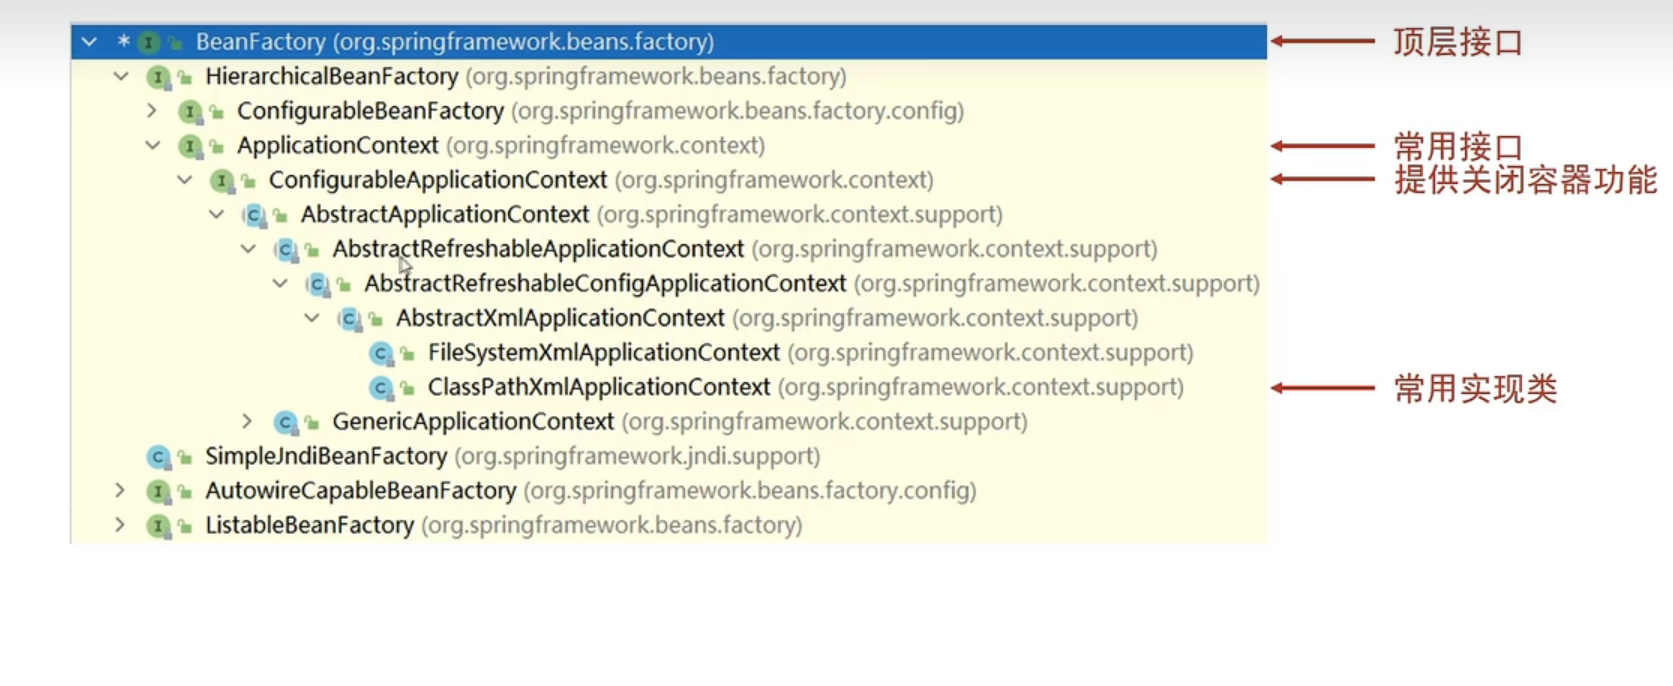 * BeanFactory (org.springframework.beans.factory) 顶层接口
HierarchicalBeanFactory (org.springframework.beans.factory)
ConfigurableBeanFactory (org.springframework.beans.factory.config)
ApplicationContext (org.springframework.context) 常用接口
ConfigurableApplicationContext (org.springframework.context) 提供关闭容器功能
AbstractApplicationContext (org.springframework.context.support)
AbstractRefreshableApplicationContext (org.springframework.context.support)
AbstractRefreshableConfigApplicationContext (org.springframework.context.support)
AbstractXmlApplicationContext (org.springframework.context.support)
FileSystemXmlApplicationContext (org.springframework.context.support)
ClassPathXmlApplicationContext (org.springframework.context.support) 常用实现类
GenericApplicationContext (org.springframework.context.support)
SimpleJndiBeanFactory (org.springframework.jndi.support)
AutowireCapableBeanFactory (org.springframework.beans.factory.config)
ListableBeanFactory (org.springframework.beans.factory)